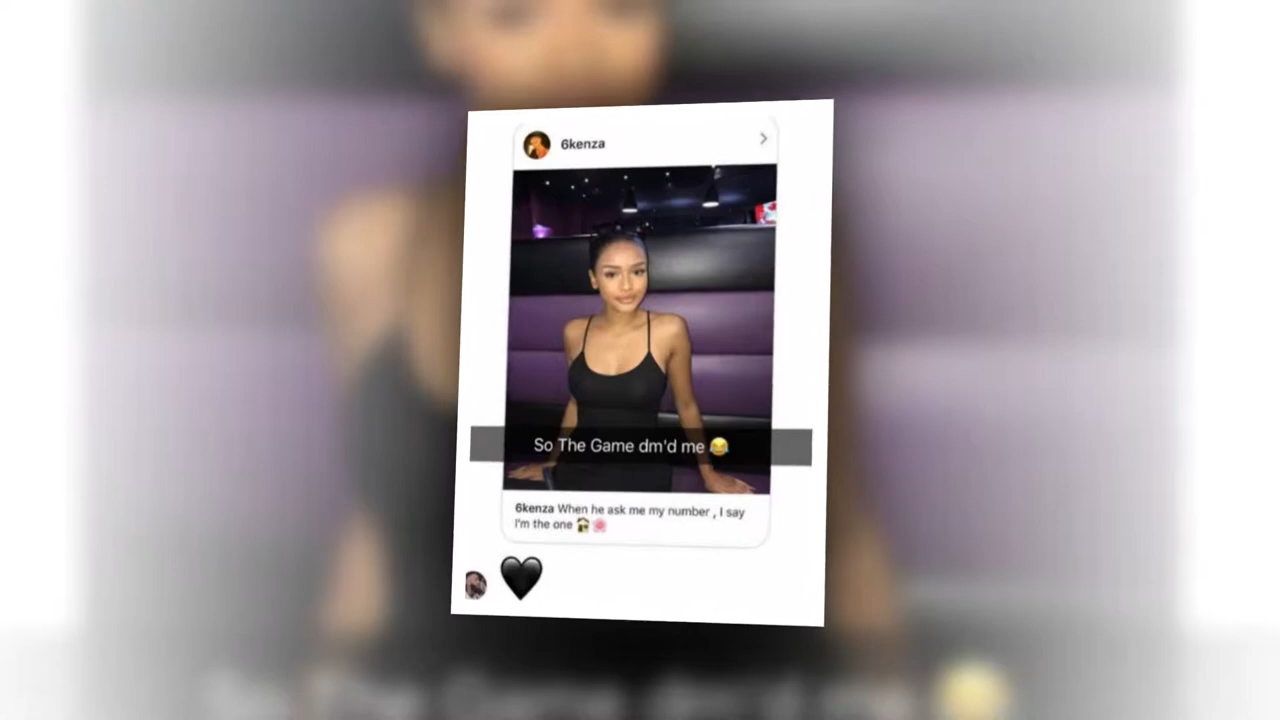 6kenza
So The Game dm'd me 😂
6kenza When he ask me my number , I say
I'm the one 🏚️🌸
🖤